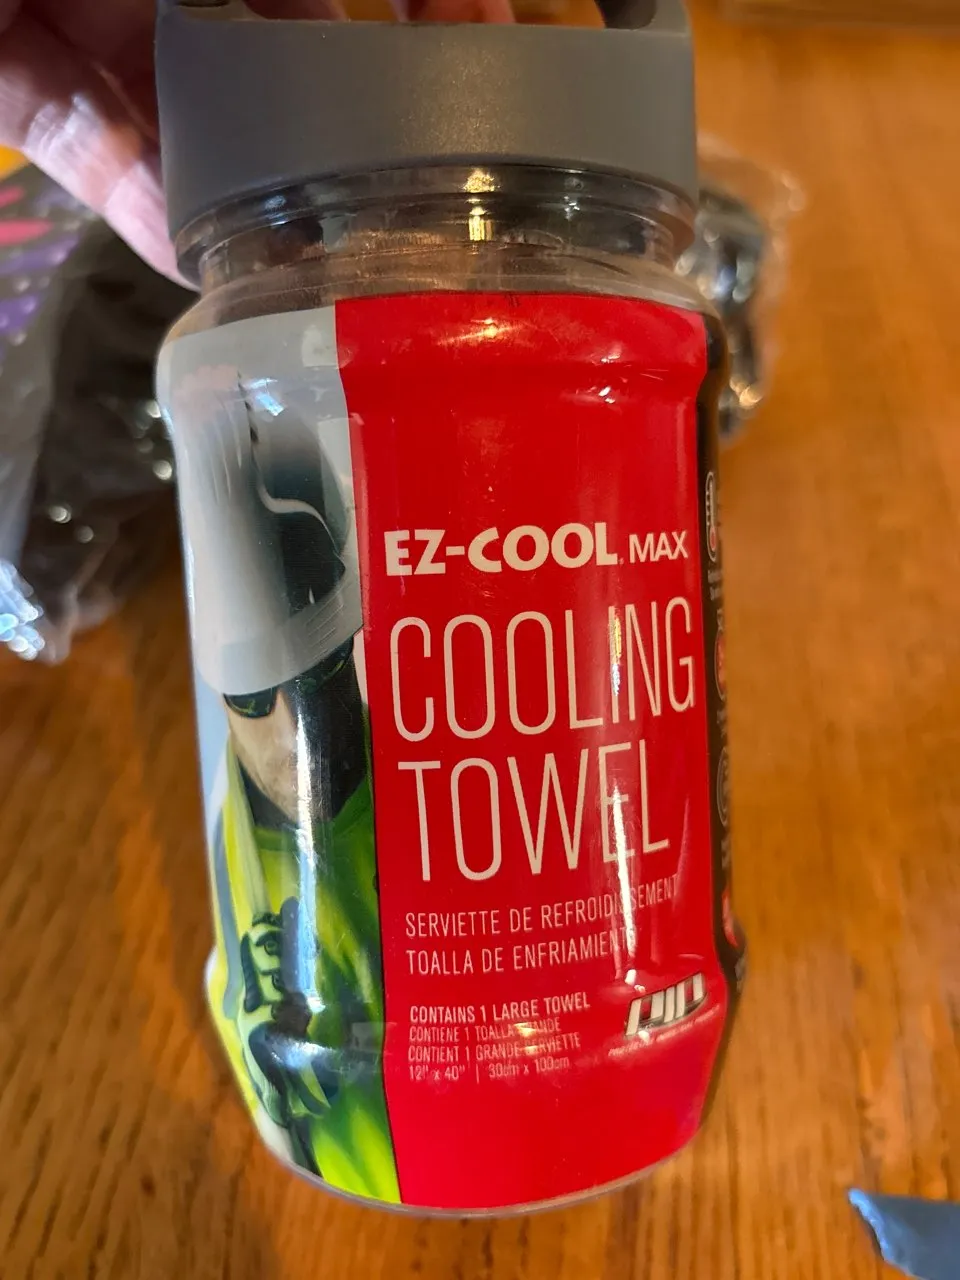 EZ-COOL® MAX
COOLING
TOWEL
SERVIETTE DE REFROIDISSEMENT
TOALLA DE ENFRIAMIENTO
CONTAINS 1 LARGE TOWEL
CONTIENE 1 TOALLA GRANDE
CONTIENT 1 GRANDE SERVIETTE
12" x 40" | 30cm x 100cm
PIP